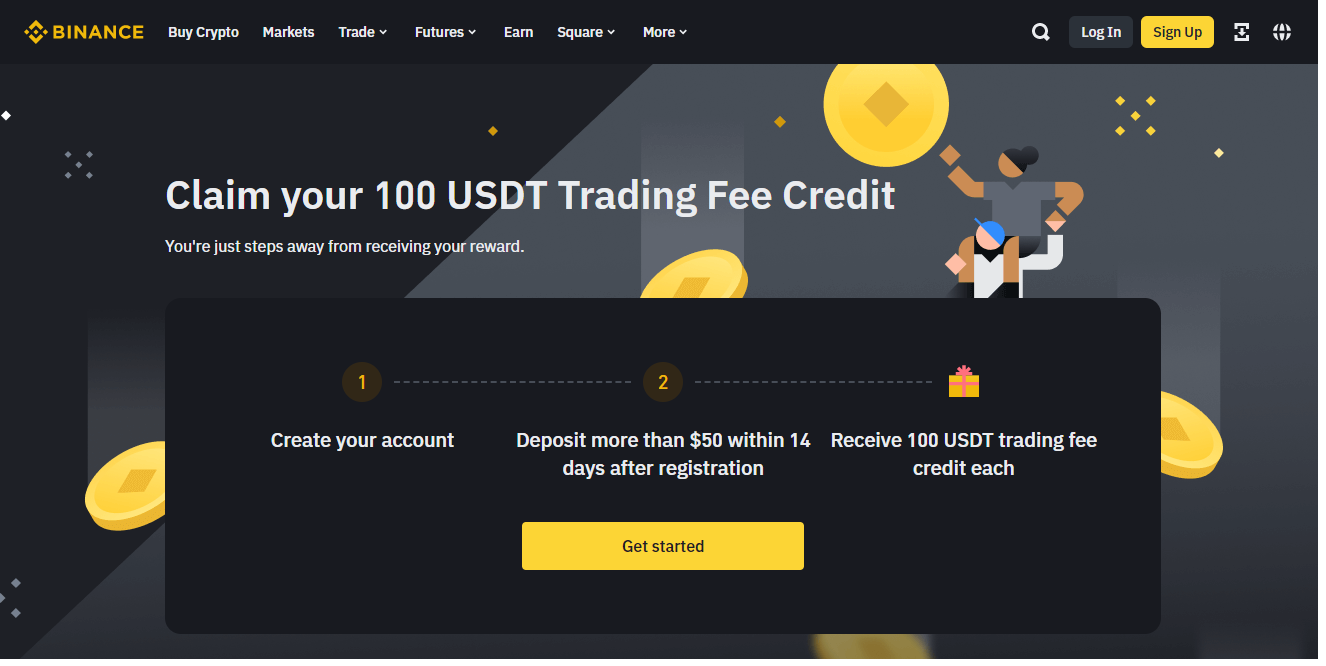 BINANCE Buy Crypto Markets Trade Futures Earn Square More Log In Sign Up
Claim your 100 USDT Trading Fee Credit
You're just steps away from receiving your reward.
1 2
Create your account
Deposit more than $50 within 14
days after registration
Receive 100 USDT trading fee
credit each
Get started